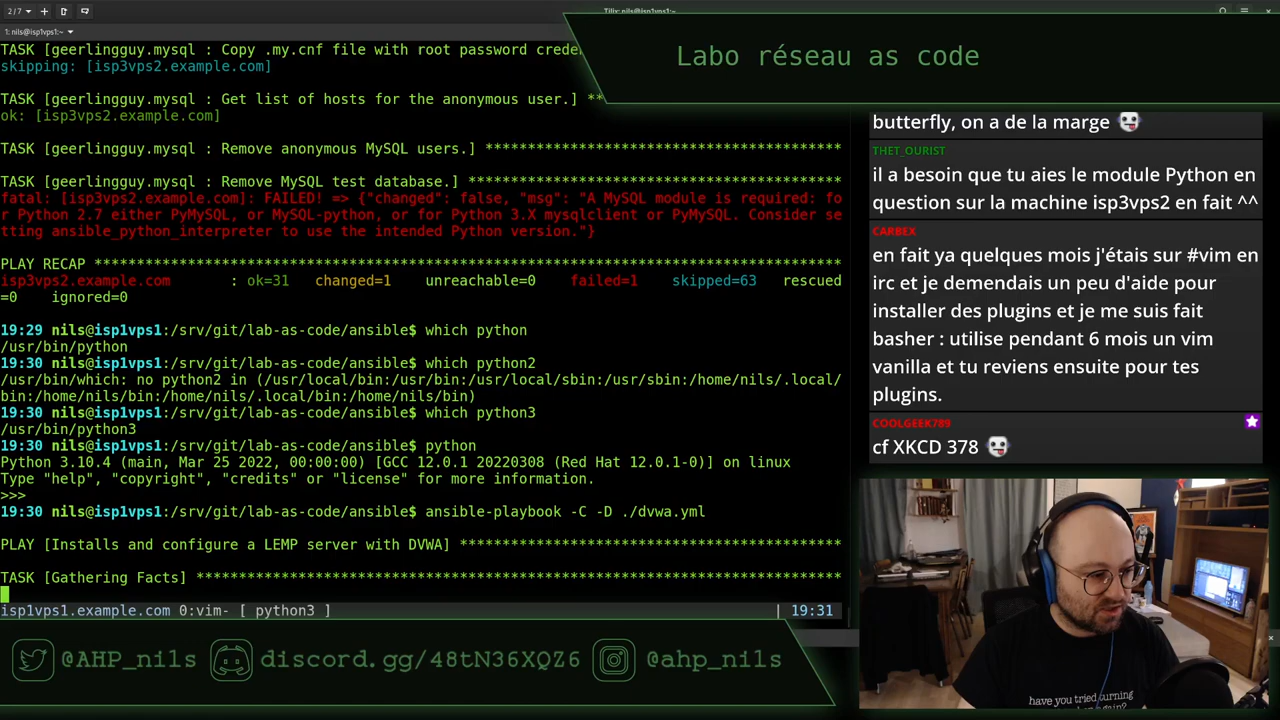 2/7
Tilix: nils@isp1vps1:~
1: nils@isp1vps1:~
TASK [geerlingguy.mysql : Copy .my.cnf file with root password crede
skipping: [isp3vps2.example.com]
TASK [geerlingguy.mysql : Get list of hosts for the anonymous user.] **
ok: [isp3vps2.example.com]
TASK [geerlingguy.mysql : Remove anonymous MySQL users.] ******************************************
TASK [geerlingguy.mysql : Remove MySQL test database.] ********************************************
fatal: [isp3vps2.example.com]: FAILED! => {"changed": false, "msg": "A MySQL module is required: fo
r Python 2.7 either PyMySQL, or MySQL-python, or for Python 3.X mysqlclient or PyMySQL. Consider se
tting ansible_python_interpreter to use the intended Python version."}
PLAY RECAP ****************************************************************************************
isp3vps2.example.com : ok=31 changed=1 unreachable=0 failed=1 skipped=63 rescued
=0 ignored=0
19:29 nils@isp1vps1:/srv/git/lab-as-code/ansible$ which python
/usr/bin/python
19:30 nils@isp1vps1:/srv/git/lab-as-code/ansible$ which python2
/usr/bin/which: no python2 in (/usr/local/bin:/usr/bin:/usr/local/sbin:/usr/sbin:/home/nils/.local/
bin:/home/nils/bin:/home/nils/.local/bin:/home/nils/bin)
19:30 nils@isp1vps1:/srv/git/lab-as-code/ansible$ which python3
/usr/bin/python3
19:30 nils@isp1vps1:/srv/git/lab-as-code/ansible$ python
Python 3.10.4 (main, Mar 25 2022, 00:00:00) [GCC 12.0.1 20220308 (Red Hat 12.0.1-0)] on linux
Type "help", "copyright", "credits" or "license" for more information.
>>>
19:30 nils@isp1vps1:/srv/git/lab-as-code/ansible$ ansible-playbook -C -D ./dvwa.yml
PLAY [Installs and configure a LEMP server with DVWA] *********************************************
TASK [Gathering Facts] ****************************************************************************
isp1vps1.example.com 0:vim- [ python3 ] | 19:31
Labo réseau as code
butterfly, on a de la marge
THET_OURIST
il a besoin que tu aies le module Python en
question sur la machine isp3vps2 en fait ^^
CARBEX
en fait ya quelques mois j'étais sur #vim en
irc et je demendais un peu d'aide pour
installer des plugins et je me suis fait
basher : utilise pendant 6 mois un vim
vanilla et tu reviens ensuite pour tes
plugins.
COOLGEEK789
cf XKCD 378
have you tried turning
@AHP_nils discord.gg/48tN36XQZ6 @ahp_nils